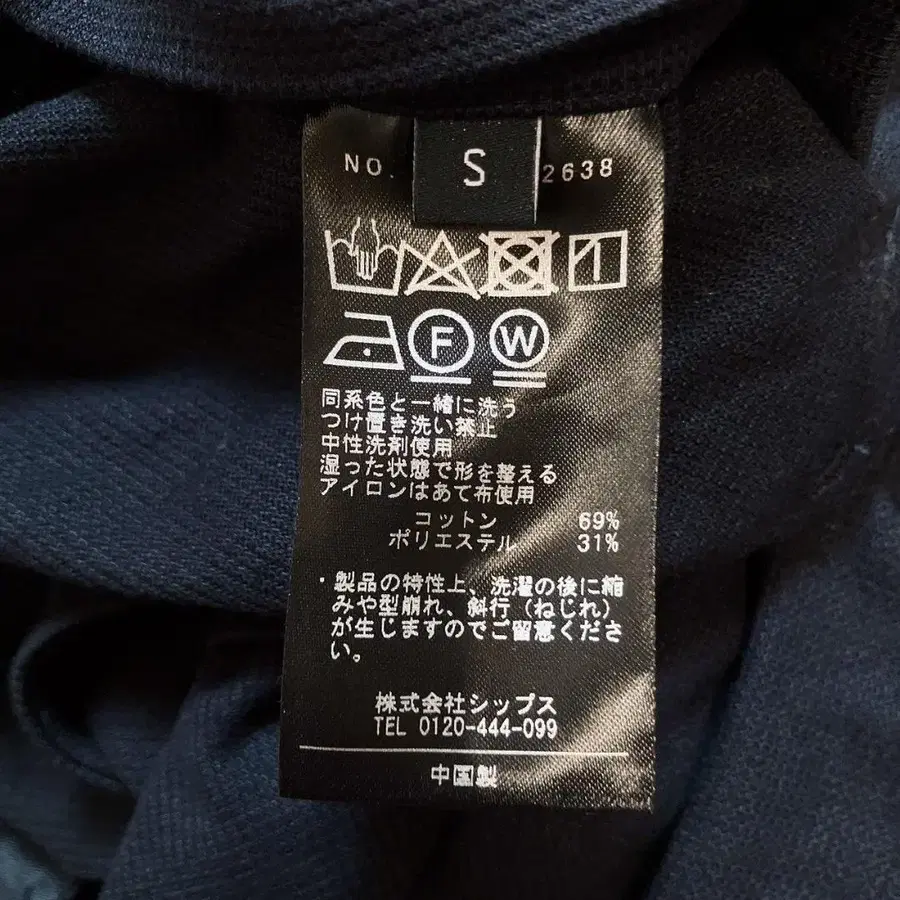 NO. S 2638
F W
同系色と一緒に洗う
つけ置き洗い禁止
中性洗剤使用
湿った状態で形を整える
アイロンはあて布使用
コットン 69%
ポリエステル 31%
・製品の特性上、洗濯の後に縮
みや型崩れ、斜行（ねじれ）
が生じますのでご留意くださ
い。
株式会社シップス
TEL 0120-444-099
中国製